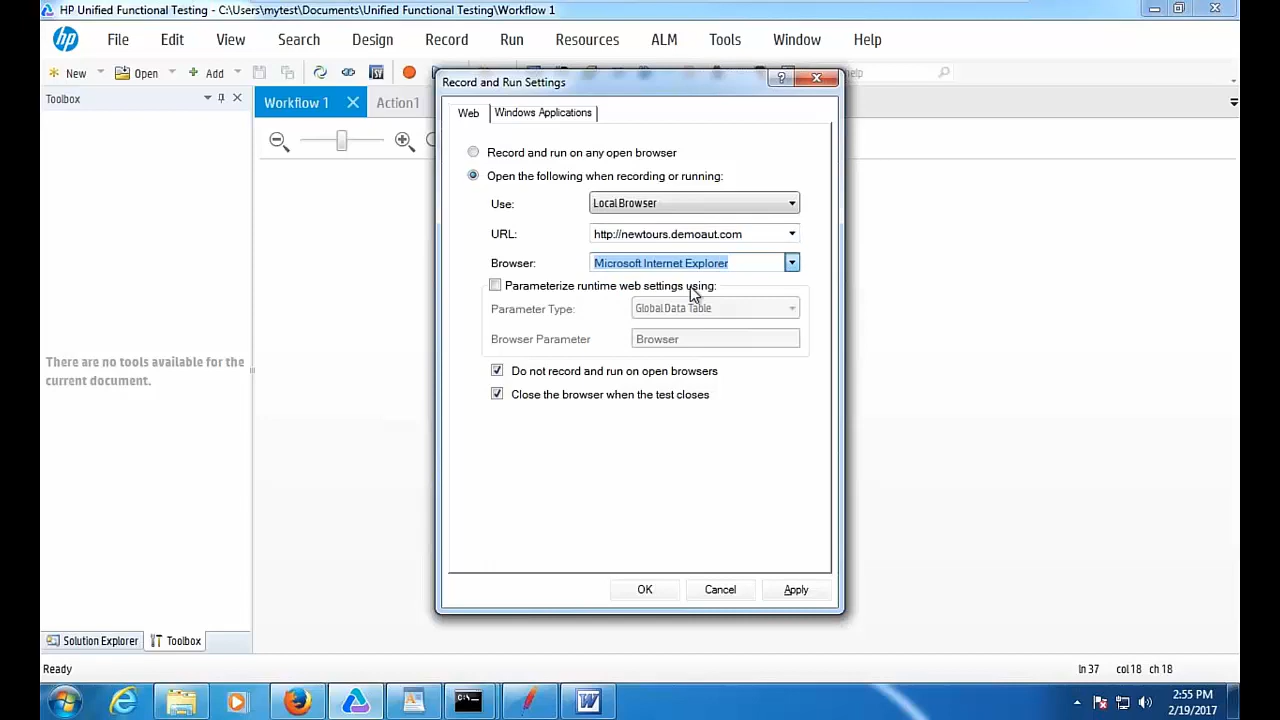 HP Unified Functional Testing - C:\Users\mytest\Documents\Unified Functional Testing\Workflow 1
hp File Edit View Search Design Record Run Resources ALM Tools Window Help
New Open Add help
Toolbox
Workflow 1 Action1
Record and Run Settings
Web Windows Applications
Record and run on any open browser
Open the following when recording or running:
Use: Local Browser
URL: http://newtours.demoaut.com
Browser: Microsoft Internet Explorer
Parameterize runtime web settings using:
Parameter Type: Global Data Table
Browser Parameter Browser
Do not record and run on open browsers
Close the browser when the test closes
OK Cancel Apply
There are no tools available for the
current document.
Solution Explorer Toolbox
Ready ln 37 col 18 ch 18
2:55 PM
2/19/2017